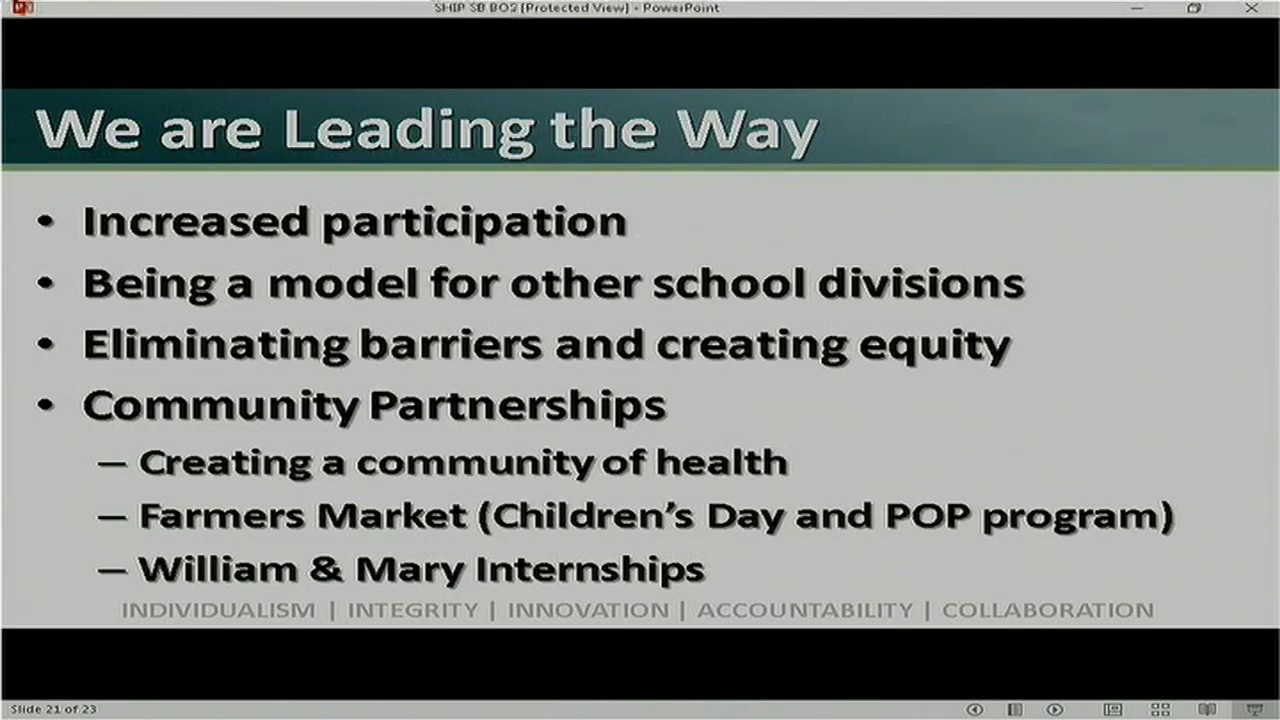 SHIP SB BO2 [Protected View] - PowerPoint
We are Leading the Way
• Increased participation
• Being a model for other school divisions
• Eliminating barriers and creating equity
• Community Partnerships
– Creating a community of health
– Farmers Market (Children's Day and POP program)
– William & Mary Internships
INDIVIDUALISM | INTEGRITY | INNOVATION | ACCOUNTABILITY | COLLABORATION
Slide 21 of 23